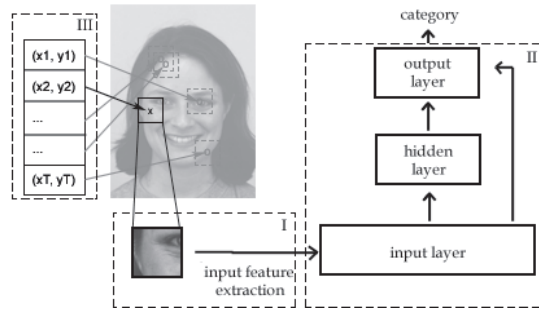 III
(x1, y1)
(x2, y2)
...
...
(xT, yT)
x
I
input feature
extraction
category
II
output
layer
hidden
layer
input layer